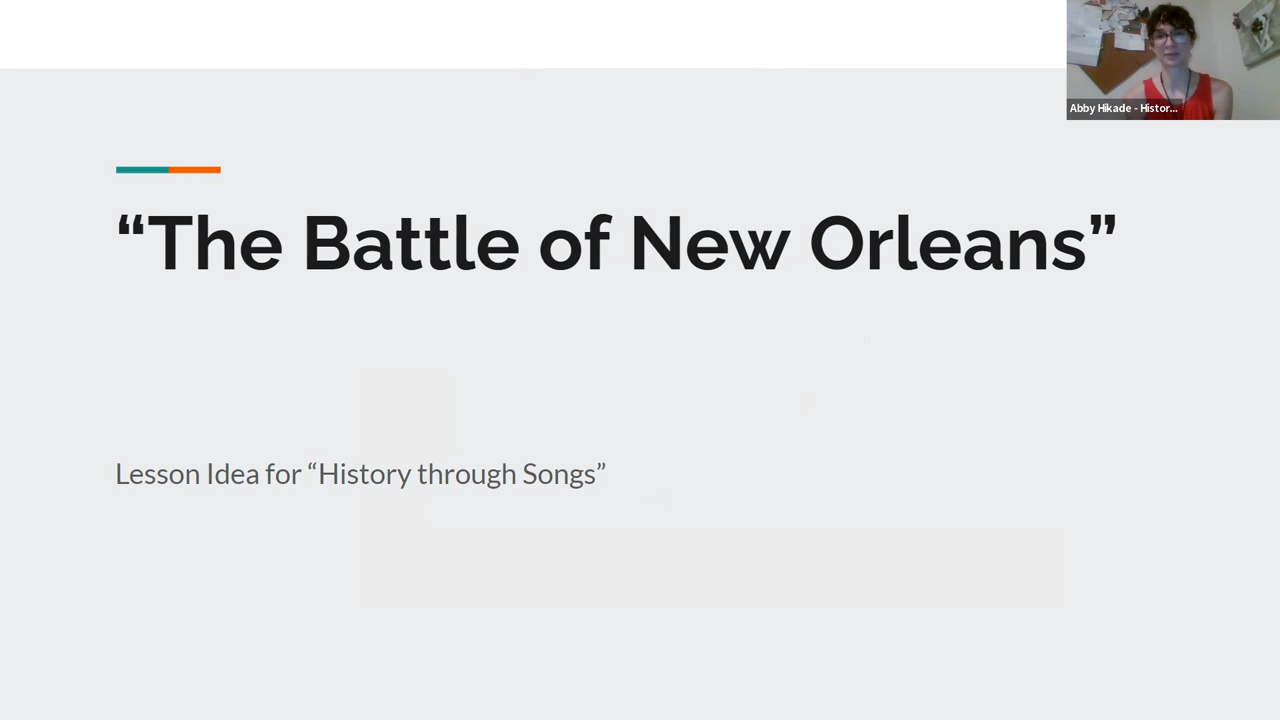 Abby Hikade - Histor...
“The Battle of New Orleans”
Lesson Idea for “History through Songs”